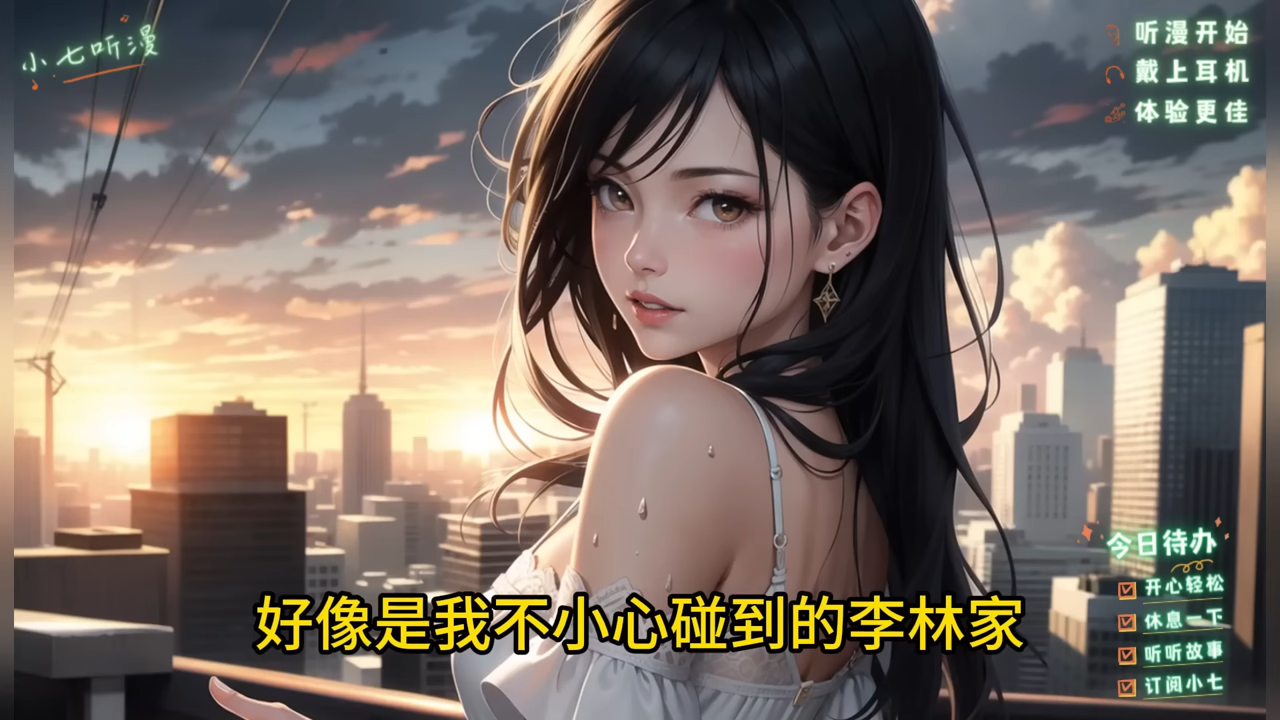 小七听漫
听漫开始
戴上耳机
体验更佳
今日待办
开心轻松
休息一下
听听故事
订阅小七
好像是我不小心碰到的李林家